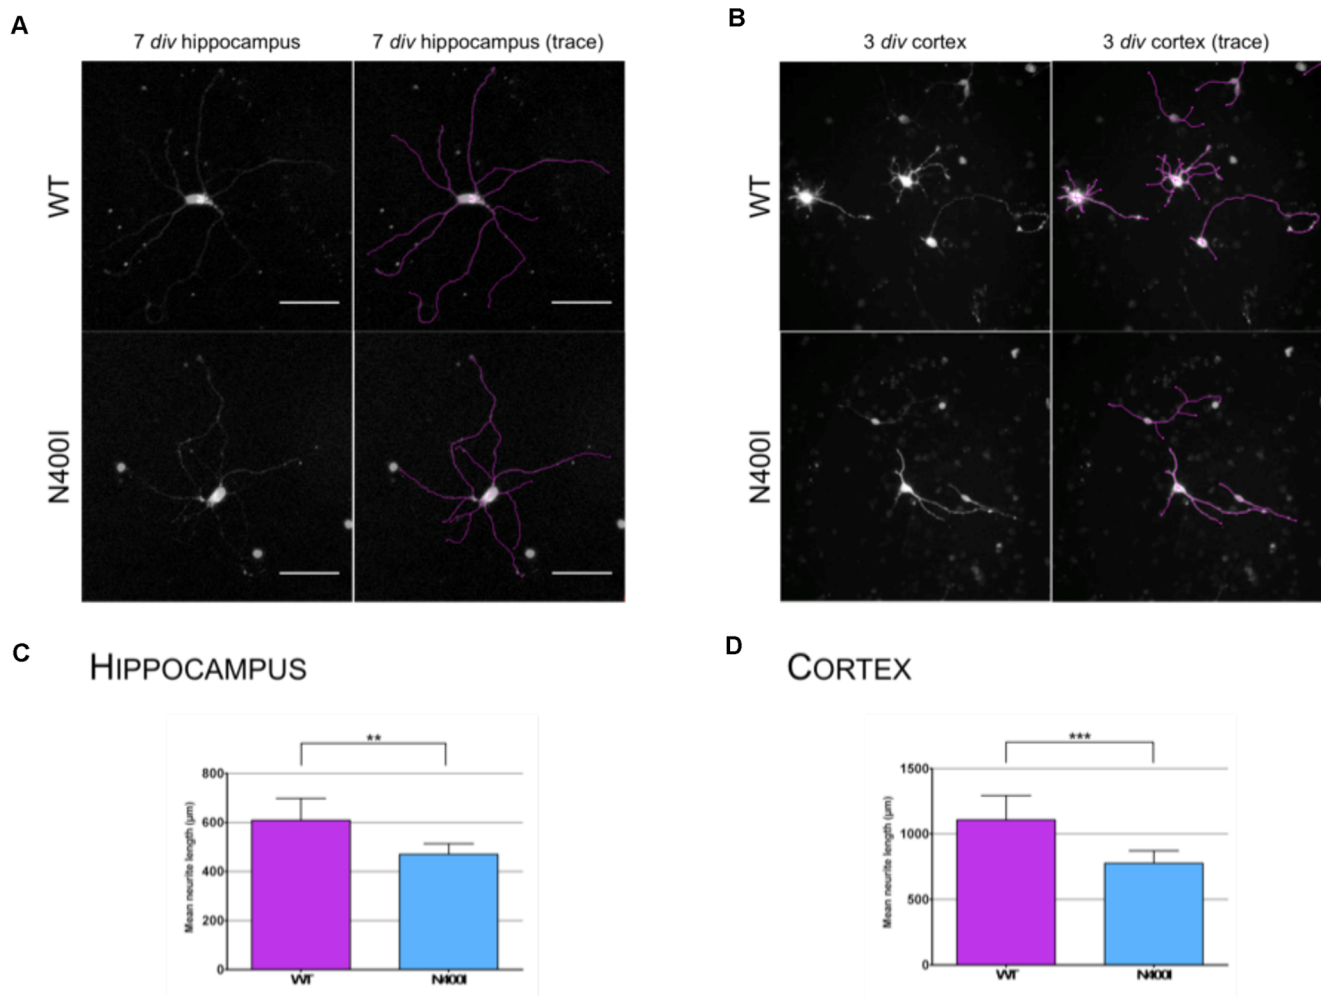 A
7 div hippocampus
7 div hippocampus (trace)
WT
N400I
B
3 div cortex
3 div cortex (trace)
WT
N400I
C
HIPPOCAMPUS
**
Mean neurite length (μm)
800
600
400
200
0
WT
N400I
D
CORTEX
***
Mean neurite length (μm)
1500
1000
500
0
WT
N400I